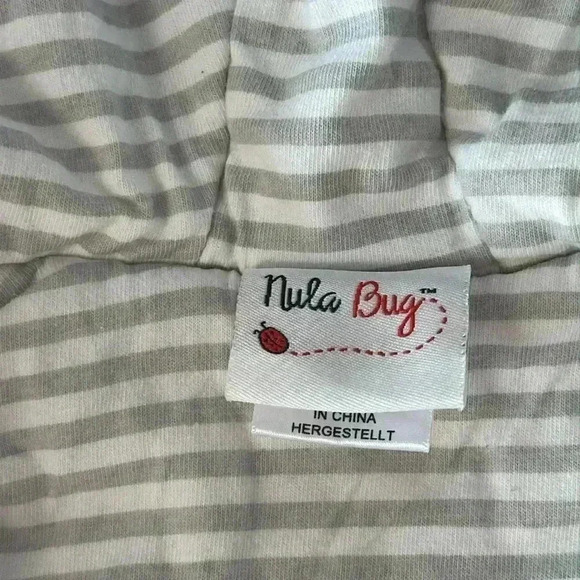 Nula Bug™
IN CHINA
HERGESTELLT